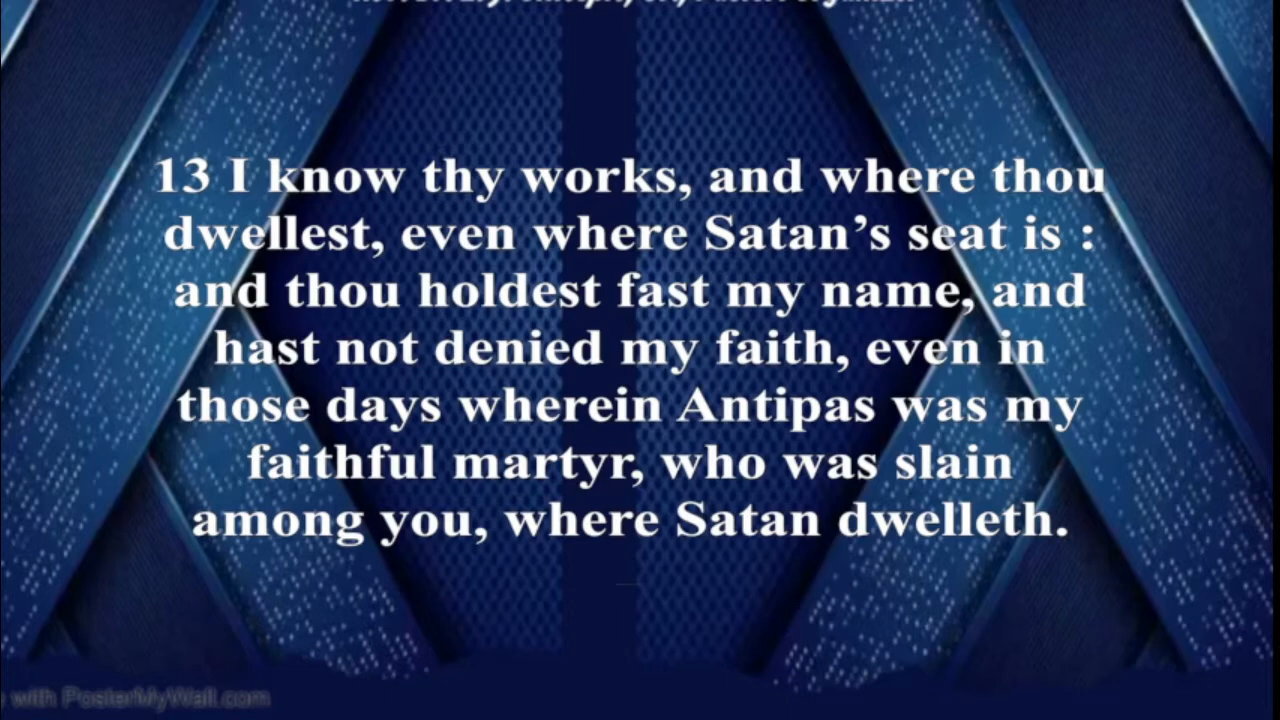 13 I know thy works, and where thou
dwellest, even where Satan’s seat is :
and thou holdest fast my name, and
hast not denied my faith, even in
those days wherein Antipas was my
faithful martyr, who was slain
among you, where Satan dwelleth.
with PosterMyWall.com